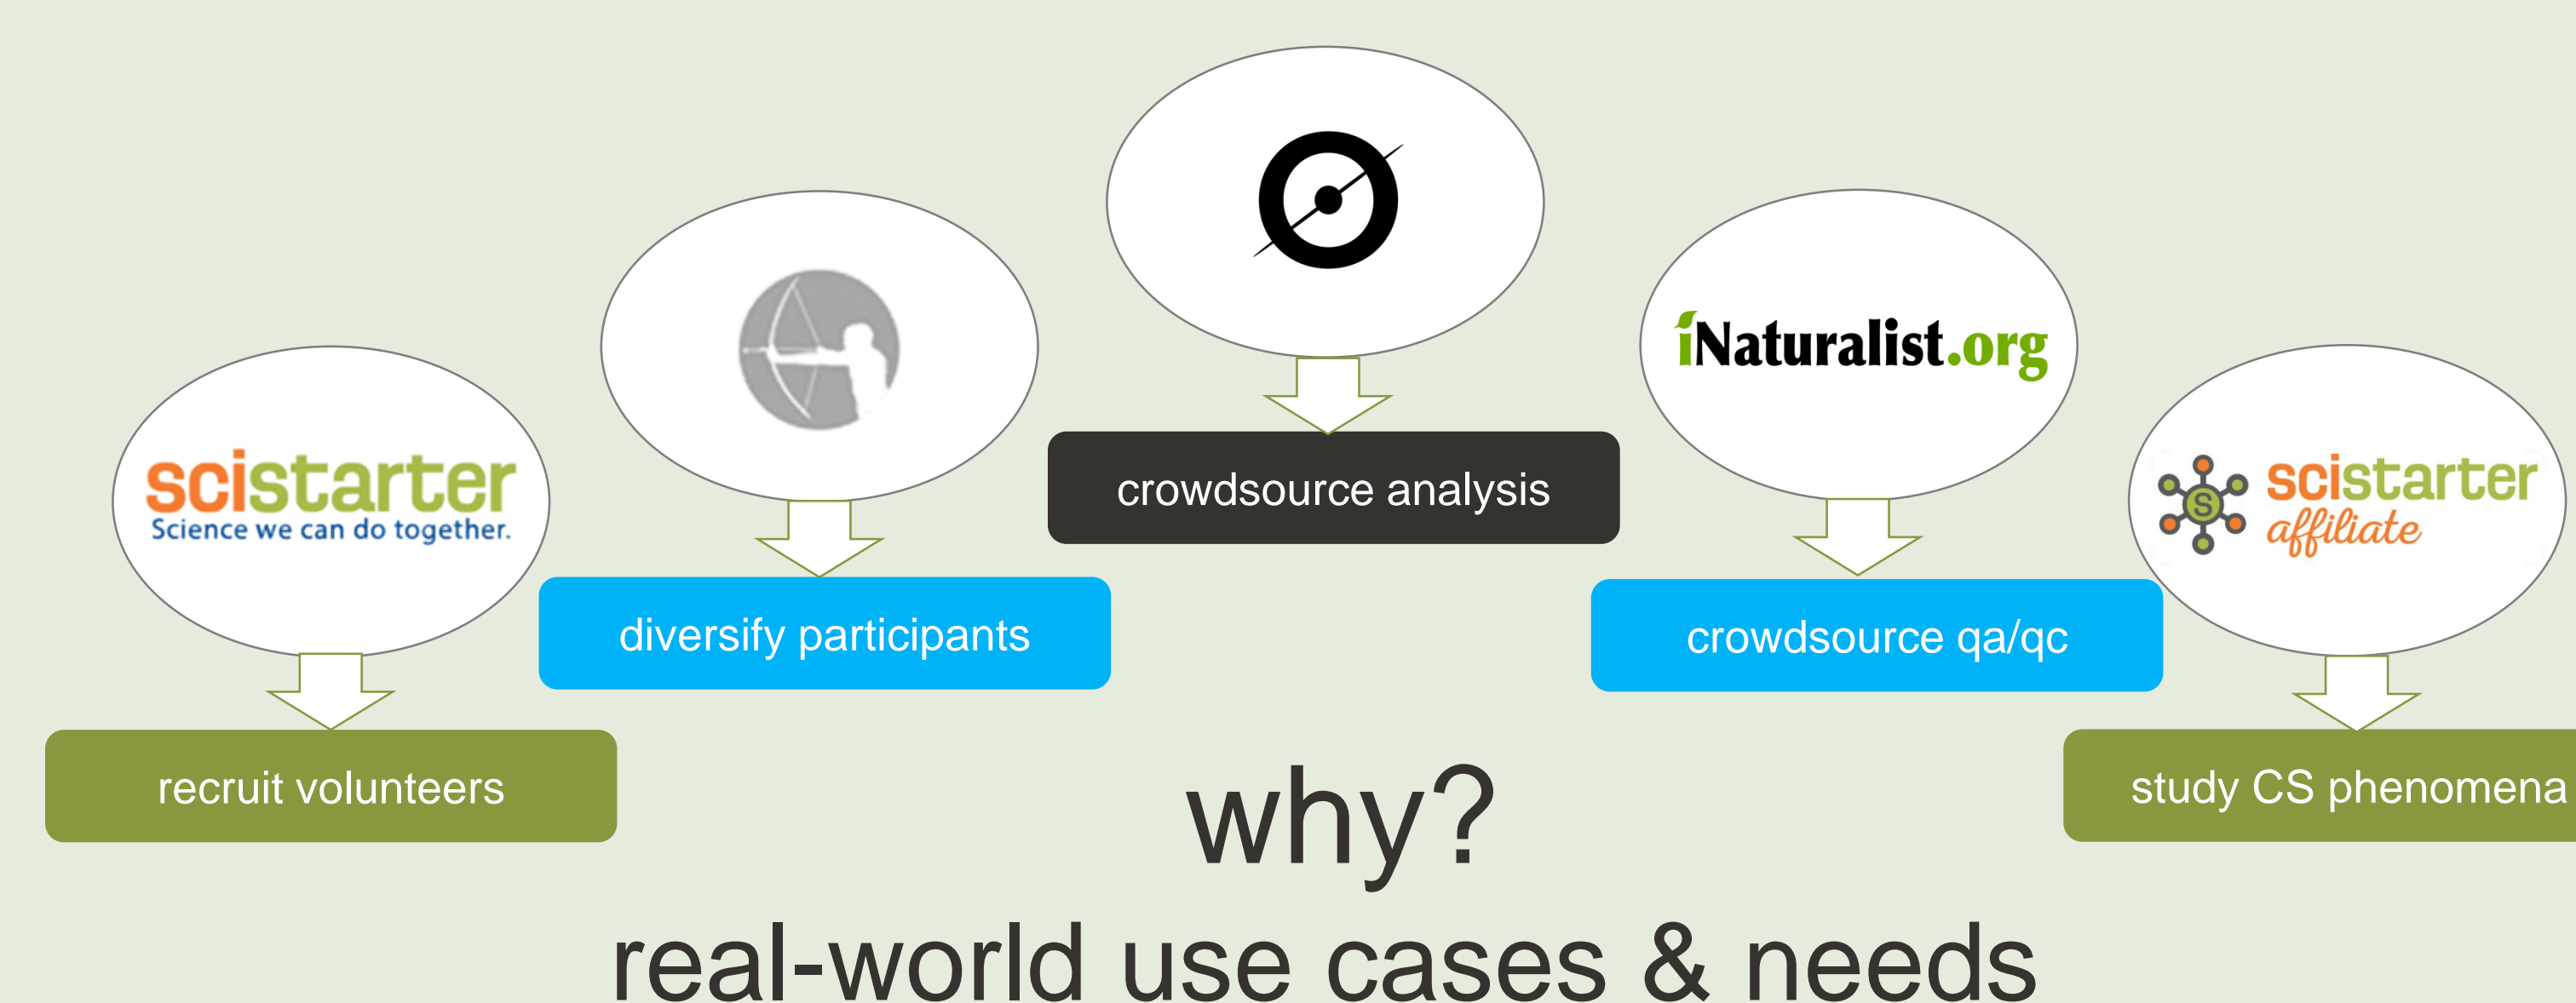 scistarter
Science we can do together.
recruit volunteers
diversify participants
crowdsource analysis
iNaturalist.org
crowdsource qa/qc
S
scistarter
affiliate
study CS phenomena
why?
real-world use cases & needs